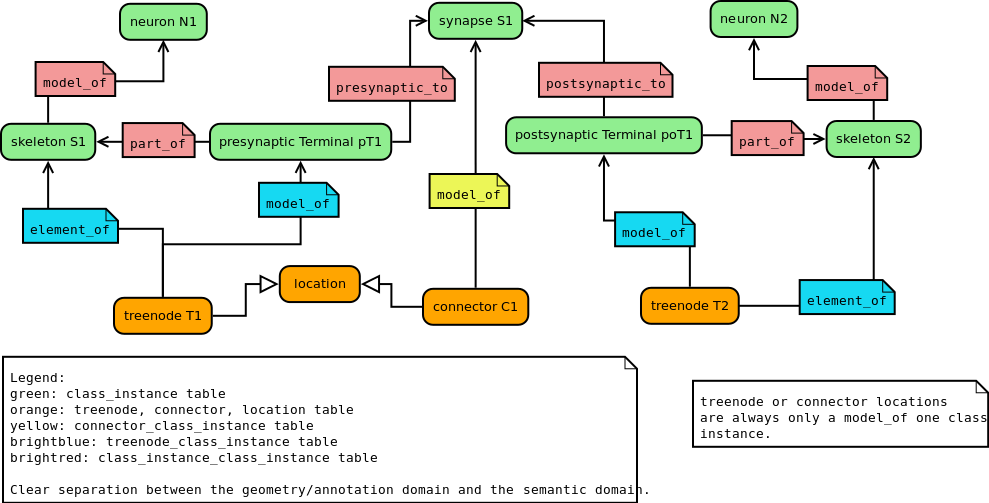 neuron N1
synapse S1
neuron N2
model_of
presynaptic_to
postsynaptic_to
model_of
skeleton S1
part_of
presynaptic Terminal pT1
postsynaptic Terminal poT1
part_of
skeleton S2
element_of
model_of
model_of
model_of
element_of
location
treenode T1
connector C1
treenode T2
Legend:
green: class_instance table
orange: treenode, connector, location table
yellow: connector_class_instance table
brightblue: treenode_class_instance table
brightred: class_instance_class_instance table
Clear separation between the geometry/annotation domain and the semantic domain.
treenode or connector locations
are always only a model_of one class
instance.